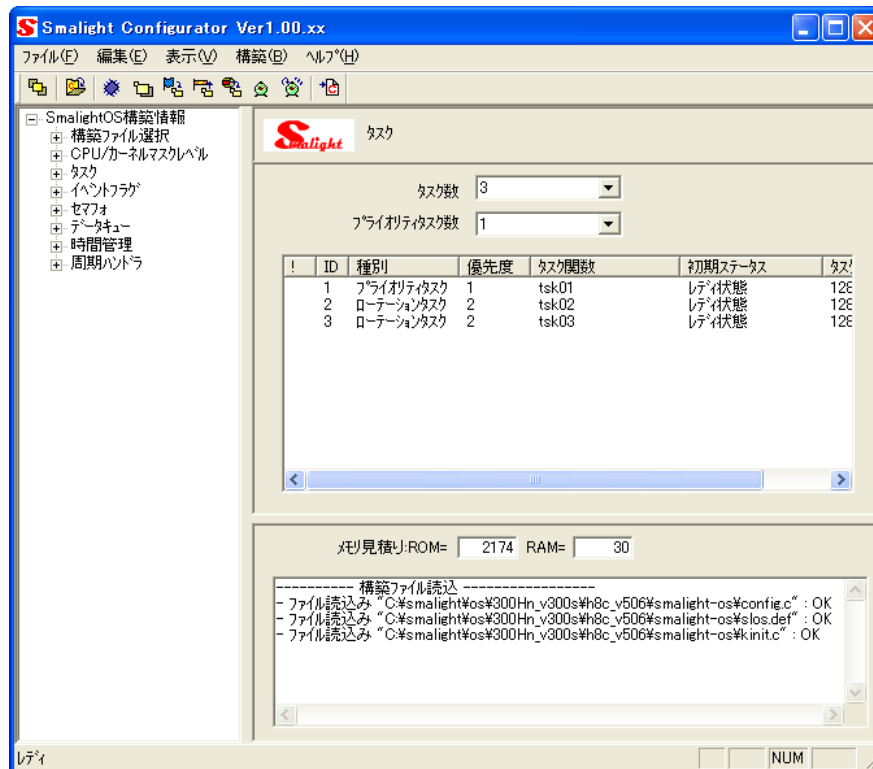 Smalight Configurator Ver1.00.xx
ファイル(F) 編集(E) 表示(V) 構築(B) ヘルプ(H)
SmalightOS構築情報
構築ファイル選択
CPU/カーネルマスクレベル
タスク
イベントフラグ
セマフォ
データキュー
時間管理
周期ハンドラ
Smalight タスク
タスク数 3
プライオリティタスク数 1
! ID 種別 優先度 タスク関数 初期ステータス タス
1 プライオリティタスク 1 tsk01 レディ状態 128
2 ローテーションタスク 2 tsk02 レディ状態 128
3 ローテーションタスク 2 tsk03 レディ状態 128
メモリ見積り:ROM= 2174 RAM= 30
---------- 構築ファイル読込 ------------------
- ファイル読込み "C:¥smalight¥os¥300Hn_v300s¥h8c_v506¥smalight-os¥config.c" : OK
- ファイル読込み "C:¥smalight¥os¥300Hn_v300s¥h8c_v506¥smalight-os¥slos.def" : OK
- ファイル読込み "C:¥smalight¥os¥300Hn_v300s¥h8c_v506¥smalight-os¥kinit.c" : OK
レディ NUM